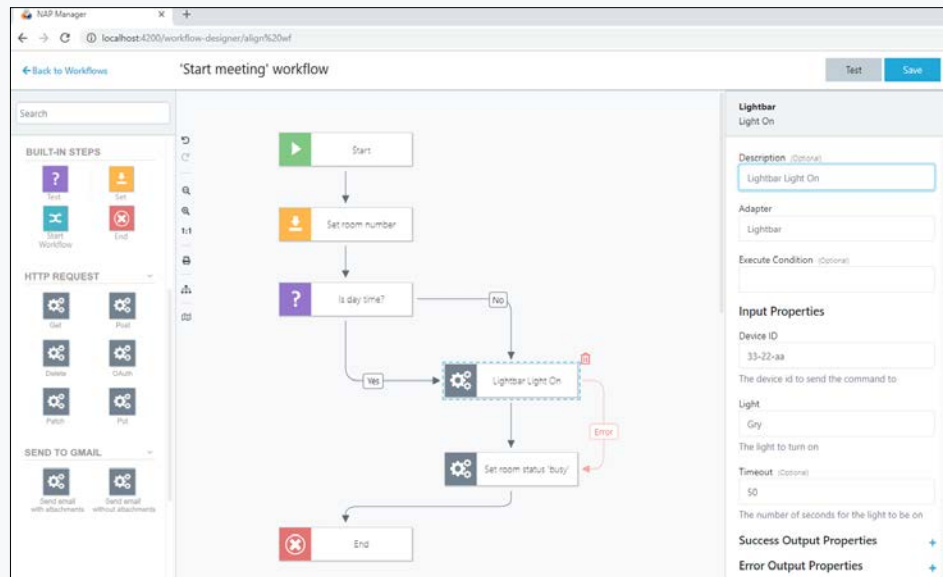 NAP Manager
localhost:4200/workflow-designer/align%20wf
Back to Workflows
'Start meeting' workflow
Test
Save
Search
BUILT-IN STEPS
Test
Set
Start
Workflow
End
HTTP REQUEST
Get
Post
Delete
OAuth
Patch
Put
SEND TO GMAIL
Send email
with attachments
Send email
without attachments
1:1
Start
Set room number
Is day time?
No
Yes
Lightbar Light On
Error
Set room status 'busy'
End
Lightbar
Light On
Description (Optional)
Lightbar Light On
Adapter
Lightbar
Execute Condition (Optional)
Input Properties
Device ID
33-22-aa
The device id to send the command to
Light
Gry
The light to turn on
Timeout (Optional)
50
The number of seconds for the light to be on
Success Output Properties
Error Output Properties